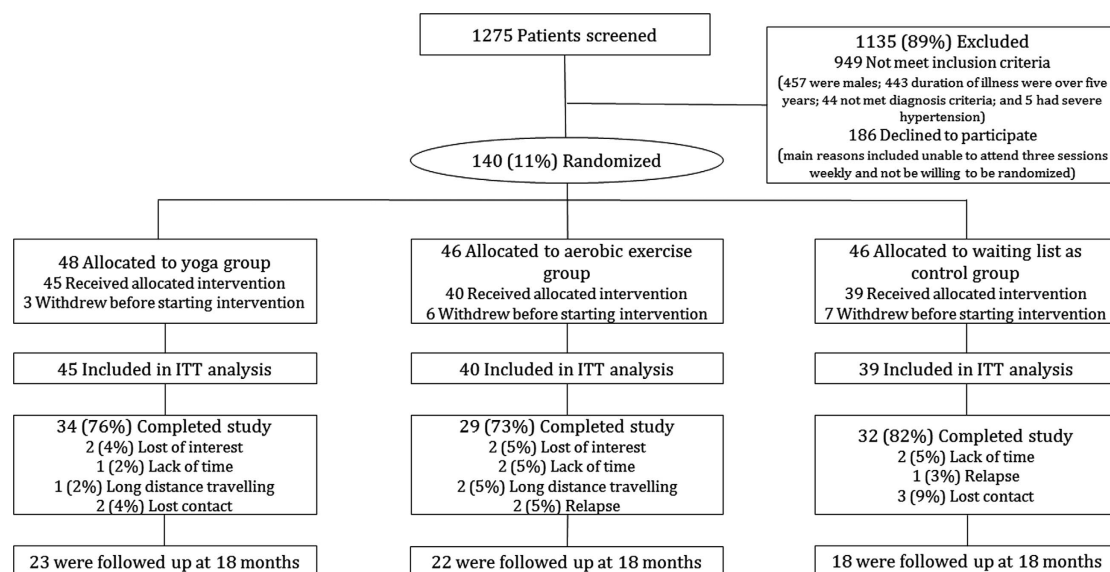 1275 Patients screened
1135 (89%) Excluded
949 Not meet inclusion criteria
(457 were males; 443 duration of illness were over five
years; 44 not met diagnosis criteria; and 5 had severe
hypertension)
186 Declined to participate
(main reasons included unable to attend three sessions
weekly and not be willing to be randomized)
140 (11%) Randomized
48 Allocated to yoga group
45 Received allocated intervention
3 Withdrew before starting intervention
46 Allocated to aerobic exercise
group
40 Received allocated intervention
6 Withdrew before starting intervention
46 Allocated to waiting list as
control group
39 Received allocated intervention
7 Withdrew before starting intervention
45 Included in ITT analysis
40 Included in ITT analysis
39 Included in ITT analysis
34 (76%) Completed study
2 (4%) Lost of interest
1 (2%) Lack of time
1 (2%) Long distance travelling
2 (4%) Lost contact
29 (73%) Completed study
2 (5%) Lost of interest
2 (5%) Lack of time
2 (5%) Long distance travelling
2 (5%) Relapse
32 (82%) Completed study
2 (5%) Lack of time
1 (3%) Relapse
3 (9%) Lost contact
23 were followed up at 18 months
22 were followed up at 18 months
18 were followed up at 18 months